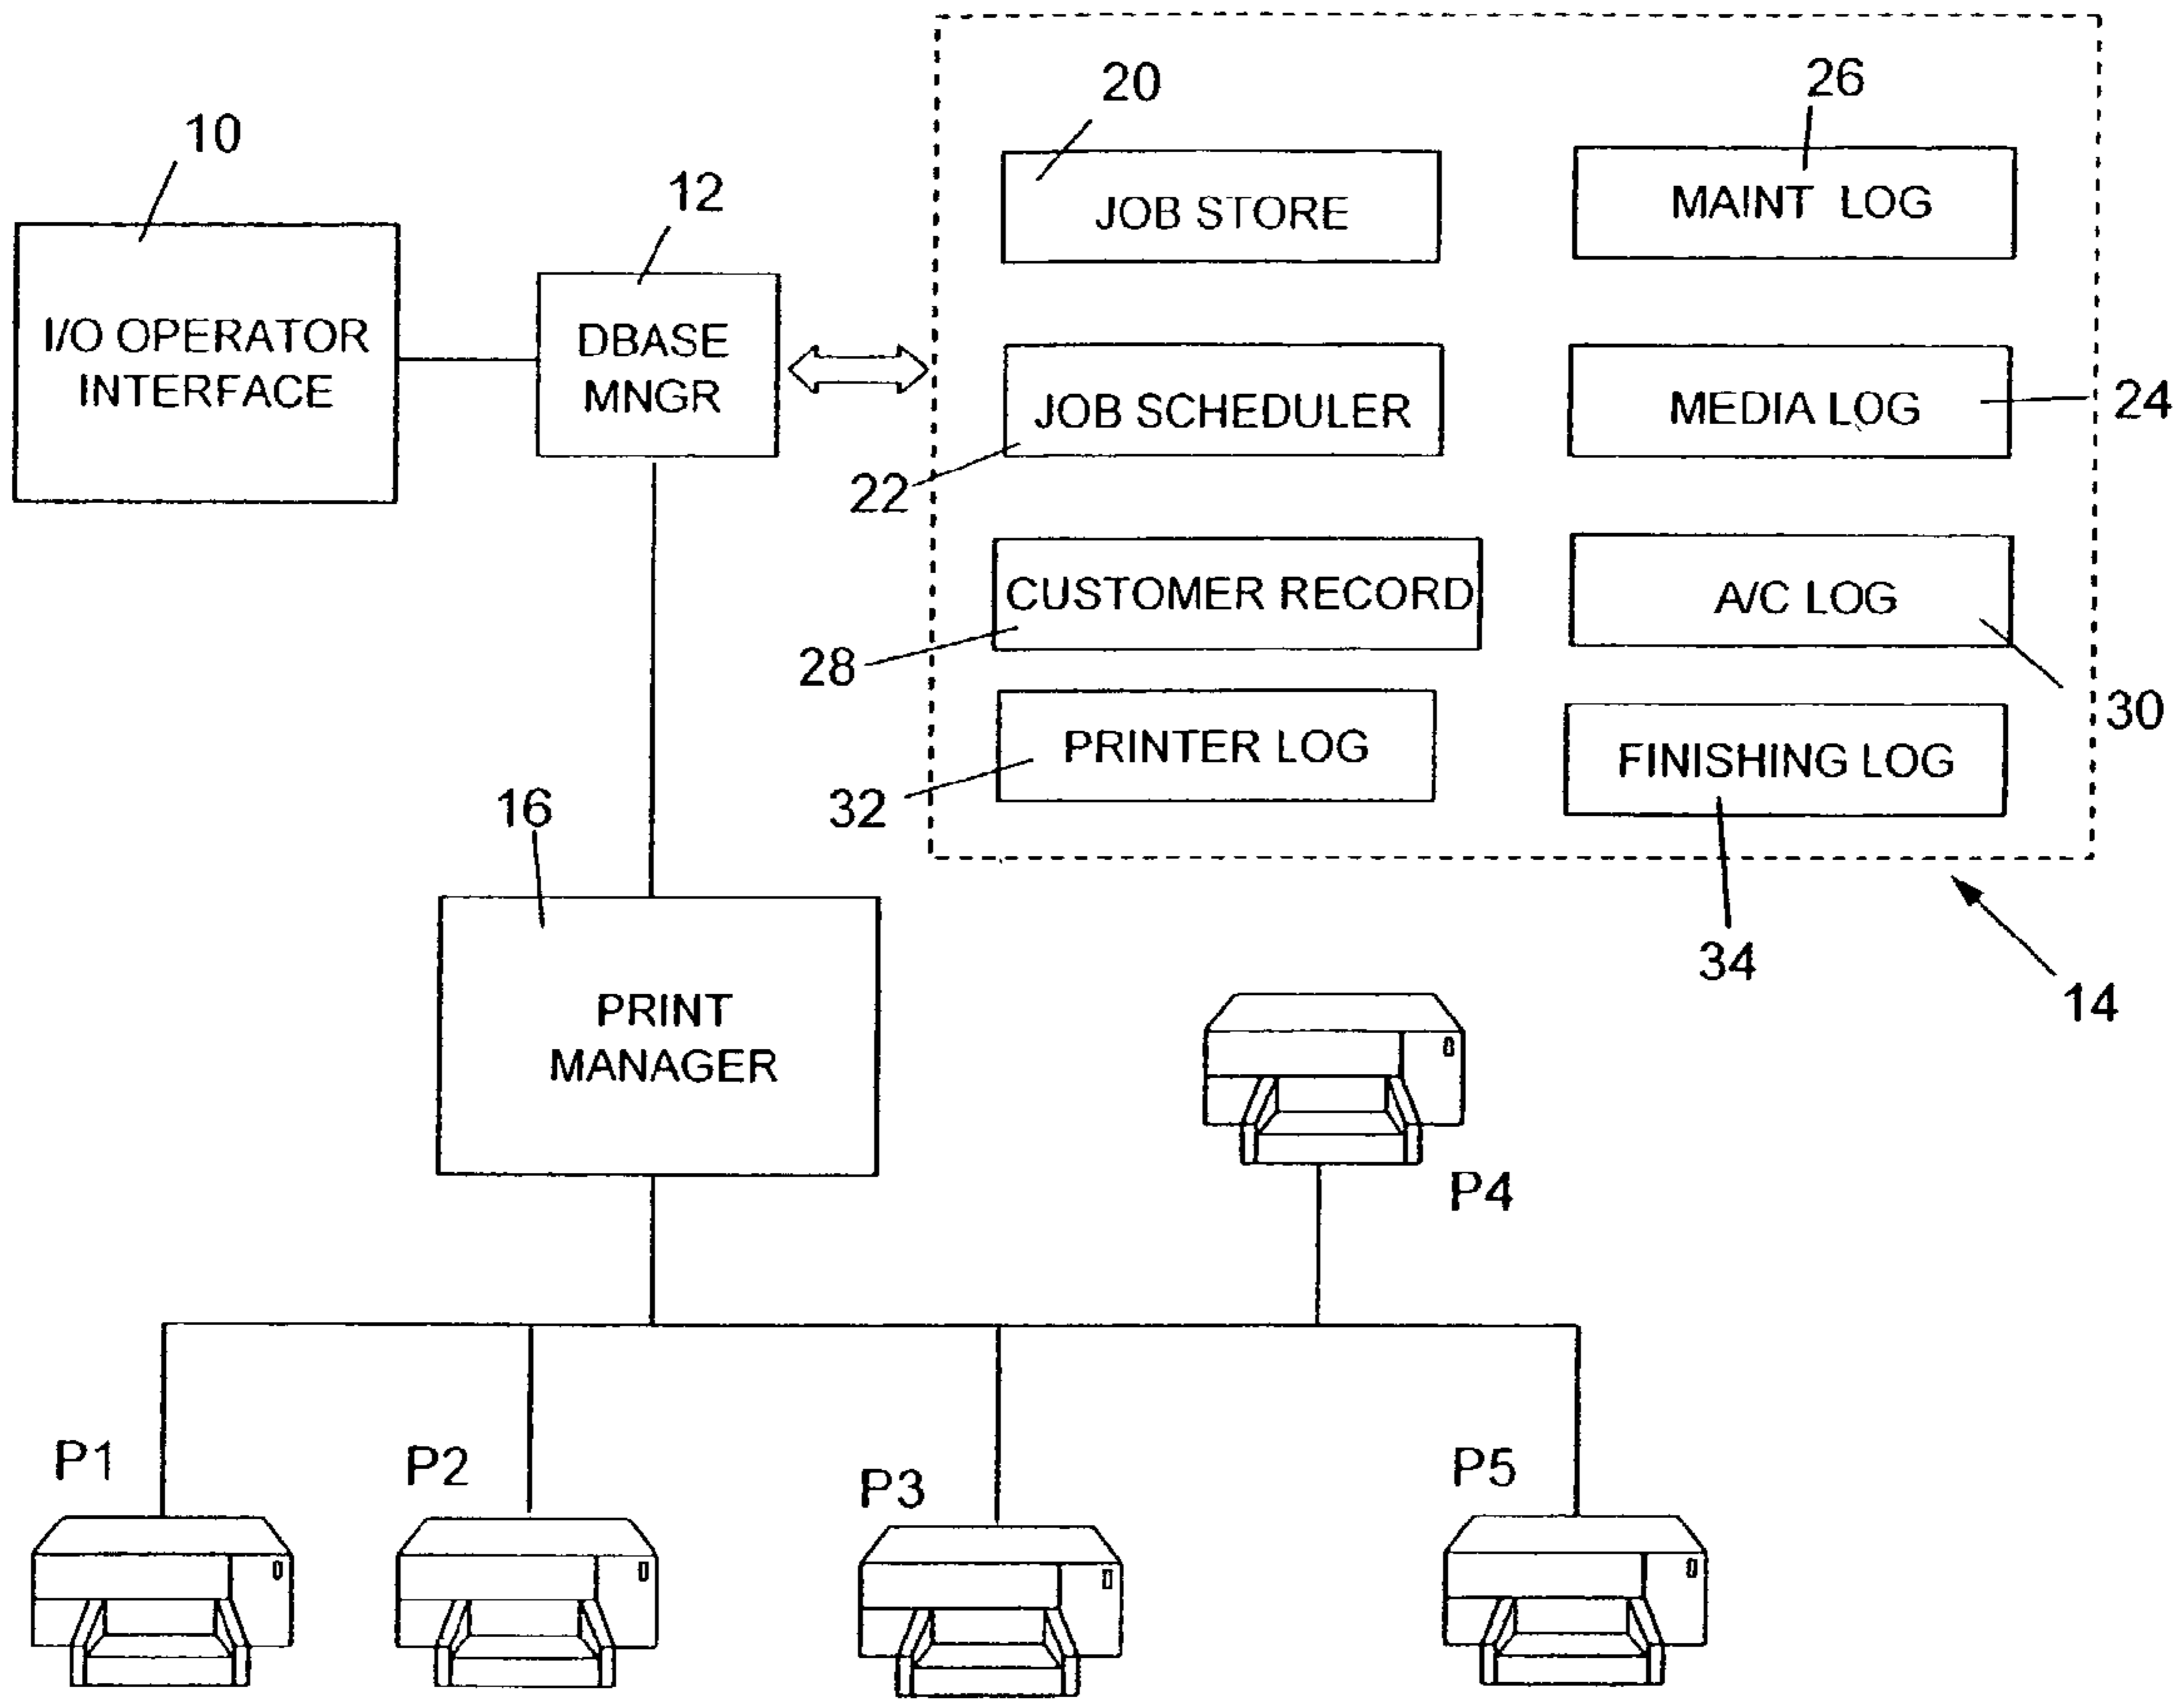 10
I/O OPERATOR
INTERFACE
12
DBASE
MNGR
20
JOB STORE
26
MAINT LOG
JOB SCHEDULER
22
MEDIA LOG
24
CUSTOMER RECORD
28
A/C LOG
30
PRINTER LOG
32
FINISHING LOG
34
14
16
PRINT
MANAGER
P4
P1
P2
P3
P5